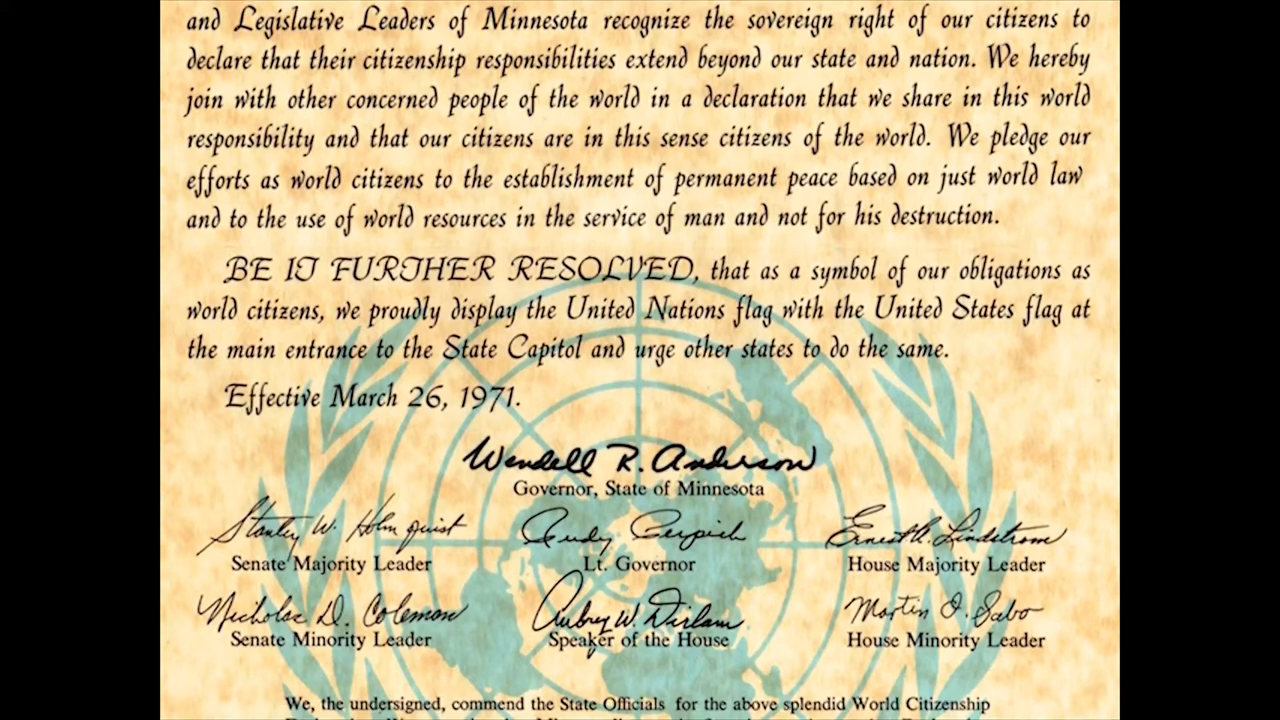 and Legislative Leaders of Minnesota recognize the sovereign right of our citizens to
declare that their citizenship responsibilities extend beyond our state and nation. We hereby
join with other concerned people of the world in a declaration that we share in this world
responsibility and that our citizens are in this sense citizens of the world. We pledge our
efforts as world citizens to the establishment of permanent peace based on just world law
and to the use of world resources in the service of man and not for his destruction.
BE IT FURTHER RESOLVED, that as a symbol of our obligations as
world citizens, we proudly display the United Nations flag with the United States flag at
the main entrance to the State Capitol and urge other states to do the same.
Effective March 26, 1971.
Wendell R. Anderson
Governor, State of Minnesota
Stanley W. Holmquist Rudy Perpich Ernest A. Lindstrom
Senate Majority Leader Lt. Governor House Majority Leader
Nicholas D. Coleman Aubrey W. Dirlam Martin O. Sabo
Senate Minority Leader Speaker of the House House Minority Leader
We, the undersigned, commend the State Officials for the above splendid World Citizenship